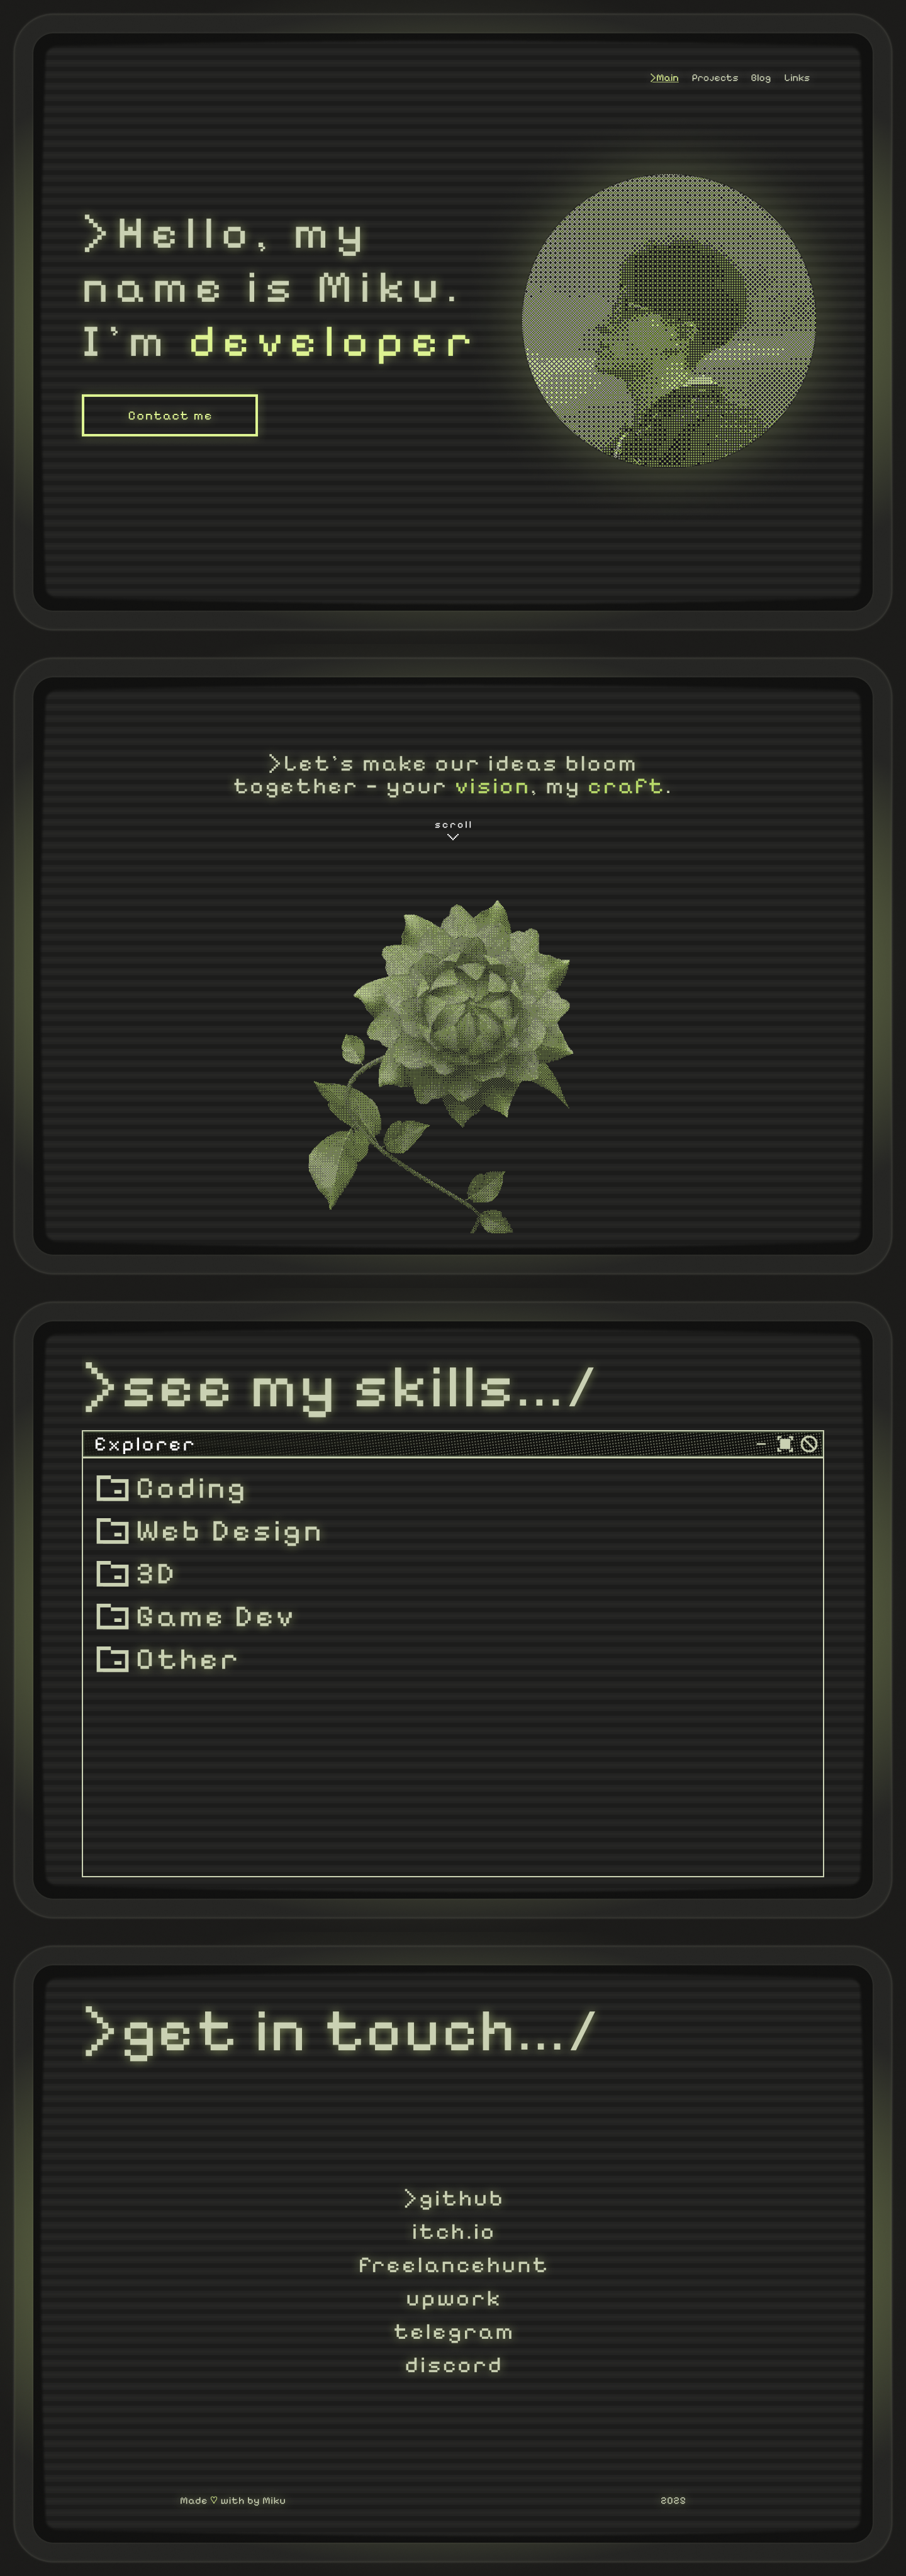 >Main Projects Blog Links
>Hello, my
name is Miku.
I'm developer
Contact me
>Let's make our ideas bloom
together - your vision, my craft.
scroll
>see my skills.../
Explorer
Coding
Web Design
3D
Game Dev
Other
>get in touch.../
>github
itch.io
freelancehunt
upwork
telegram
discord
Made ♡ with by Miku 2025